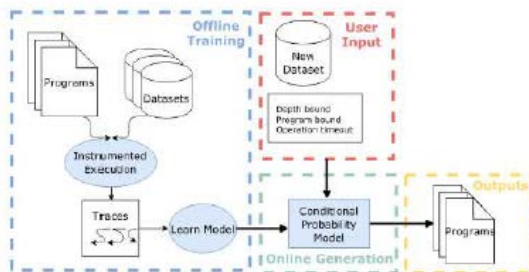 Offline
Training
Programs
Datasets
Instrumented
Execution
Traces
Learn Model
User
Input
New
Dataset
Depth bound
Program bound
Operation timeout
Conditional
Probability
Model
Online Generation
Outputs
Programs